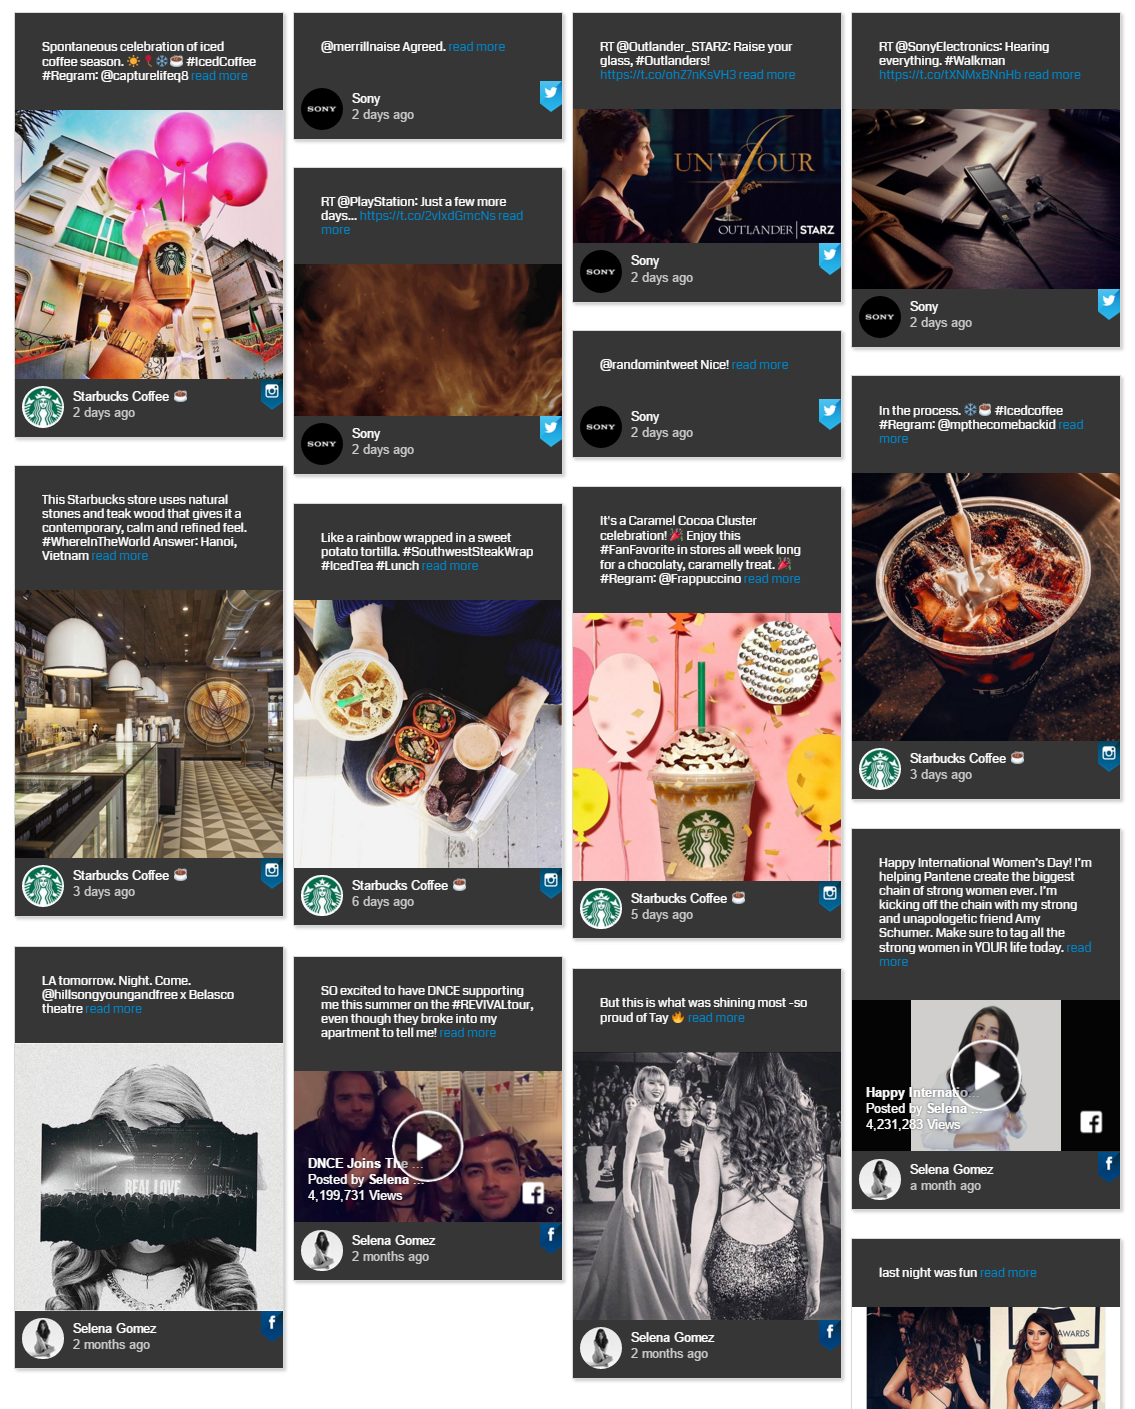 Spontaneous celebration of iced
coffee season. ☀️🎈❄️☕ #IcedCoffee
#Regram: @capturelifeq8 read more
Starbucks Coffee ☕
2 days ago
This Starbucks store uses natural
stones and teak wood that gives it a
contemporary, calm and refined feel.
#WhereInTheWorld Answer: Hanoi,
Vietnam read more
Starbucks Coffee ☕
3 days ago
LA tomorrow. Night. Come.
@hillsongyoungandfree x Belasco
theatre read more
REAL LOVE
Selena Gomez
2 months ago
@merrillnaise Agreed. read more
SONY
Sony
2 days ago
RT @PlayStation: Just a few more
days... https://t.co/2vIxdGmcNs read
more
SONY
Sony
2 days ago
Like a rainbow wrapped in a sweet
potato tortilla. #SouthwestSteakWrap
#IcedTea #Lunch read more
Starbucks Coffee ☕
6 days ago
SO excited to have DNCE supporting
me this summer on the #REVIVALtour,
even though they broke into my
apartment to tell me! read more
DNCE Joins The ...
Posted by Selena ...
4,199,731 Views
Selena Gomez
2 months ago
RT @Outlander_STARZ: Raise your
glass, #Outlanders!
https://t.co/ohZ7nKsVH3 read more
UN JOUR
OUTLANDER | STARZ
SONY
Sony
2 days ago
@randomintweet Nice! read more
SONY
Sony
2 days ago
It's a Caramel Cocoa Cluster
celebration! 🎉 Enjoy this
#FanFavorite in stores all week long
for a chocolaty, caramelly treat. 🎉
#Regram: @Frappuccino read more
Starbucks Coffee ☕
5 days ago
But this is what was shining most -so
proud of Tay 🔥 read more
Selena Gomez
2 months ago
RT @SonyElectronics: Hearing
everything. #Walkman
https://t.co/tXNMxBNnHb read more
SONY
Sony
2 days ago
In the process. ❄️☕ #Icedcoffee
#Regram: @mpthecomebackid read
more
Starbucks Coffee ☕
3 days ago
Happy International Women's Day! I'm
helping Pantene create the biggest
chain of strong women ever. I'm
kicking off the chain with my strong
and unapologetic friend Amy
Schumer. Make sure to tag all the
strong women in YOUR life today. read
more
Happy Internatio...
Posted by Selena ...
4,231,283 Views
Selena Gomez
a month ago
last night was fun read more
AWARDS